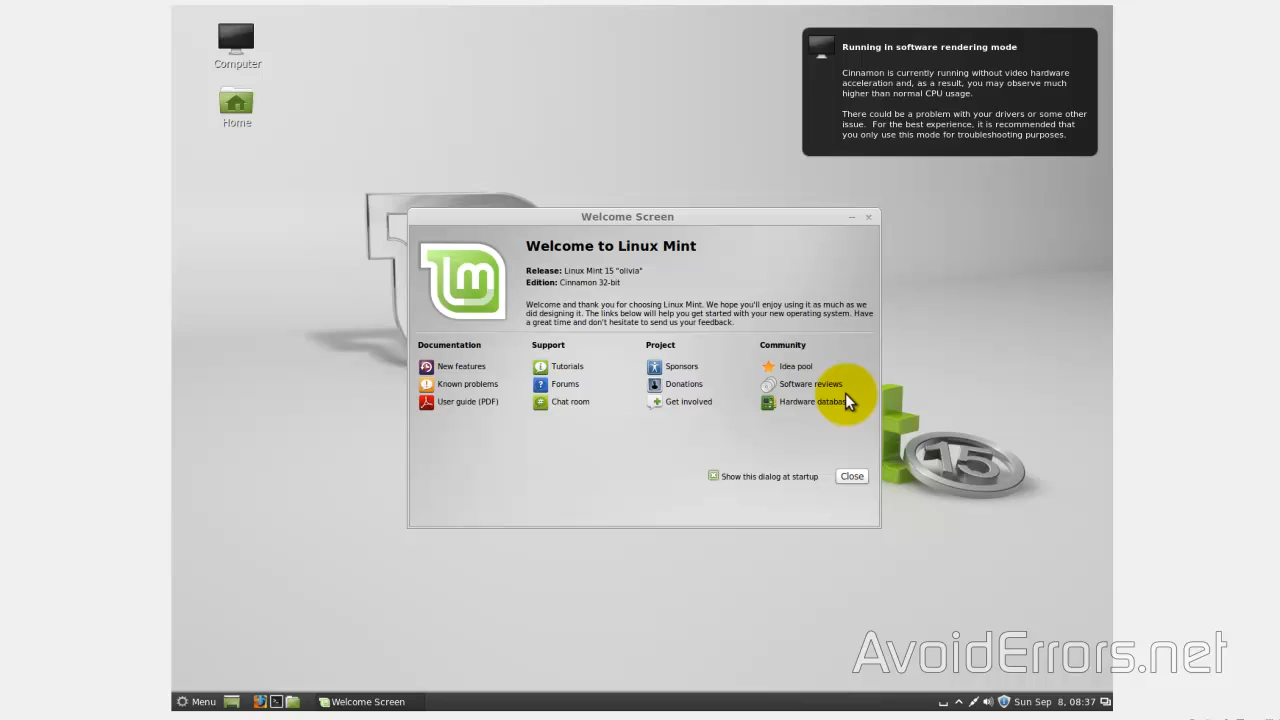 Computer
Home
Running in software rendering mode
Cinnamon is currently running without video hardware
acceleration and, as a result, you may observe much
higher than normal CPU usage.
There could be a problem with your drivers or some other
issue. For the best experience, it is recommended that
you only use this mode for troubleshooting purposes.
Welcome Screen
lm
Welcome to Linux Mint
Release: Linux Mint 15 "olivia"
Edition: Cinnamon 32-bit
Welcome and thank you for choosing Linux Mint. We hope you'll enjoy using it as much as we
did designing it. The links below will help you get started with your new operating system. Have
a great time and don't hesitate to send us your feedback.
Documentation Support Project Community
New features Tutorials Sponsors Idea pool
Known problems Forums Donations Software reviews
User guide (PDF) Chat room Get involved Hardware database
15
Show this dialog at startup Close
AvoidErrors.net
Menu Welcome Screen Sun Sep 8, 08:37